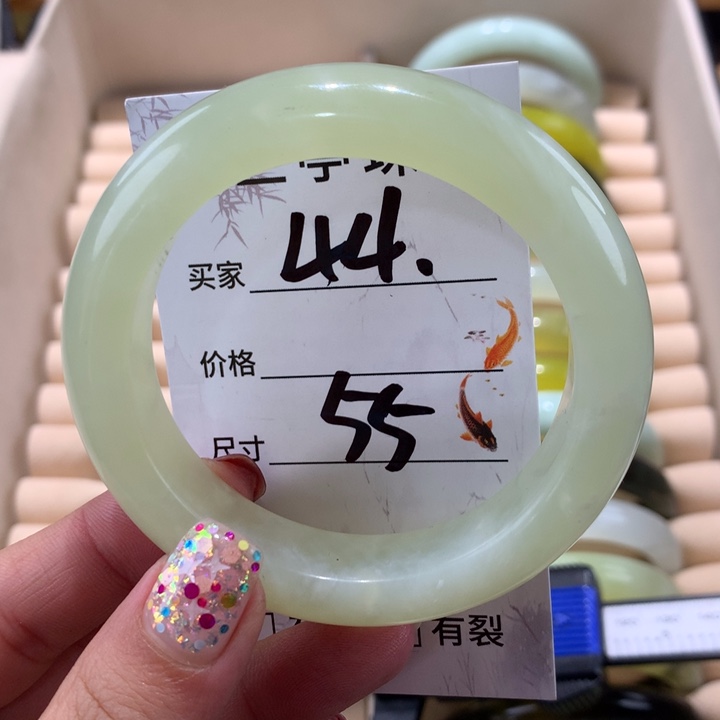 买家 44.
价格
尺寸 55
有裂